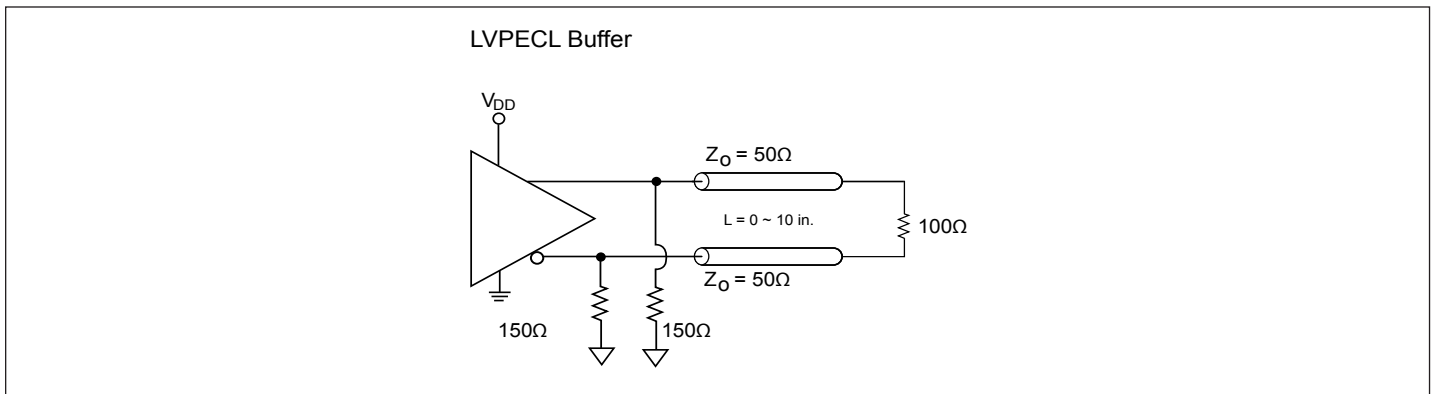 LVPECL Buffer
VDD
ZO = 50Ω
L = 0 ~ 10 in.
100Ω
ZO = 50Ω
150Ω
150Ω